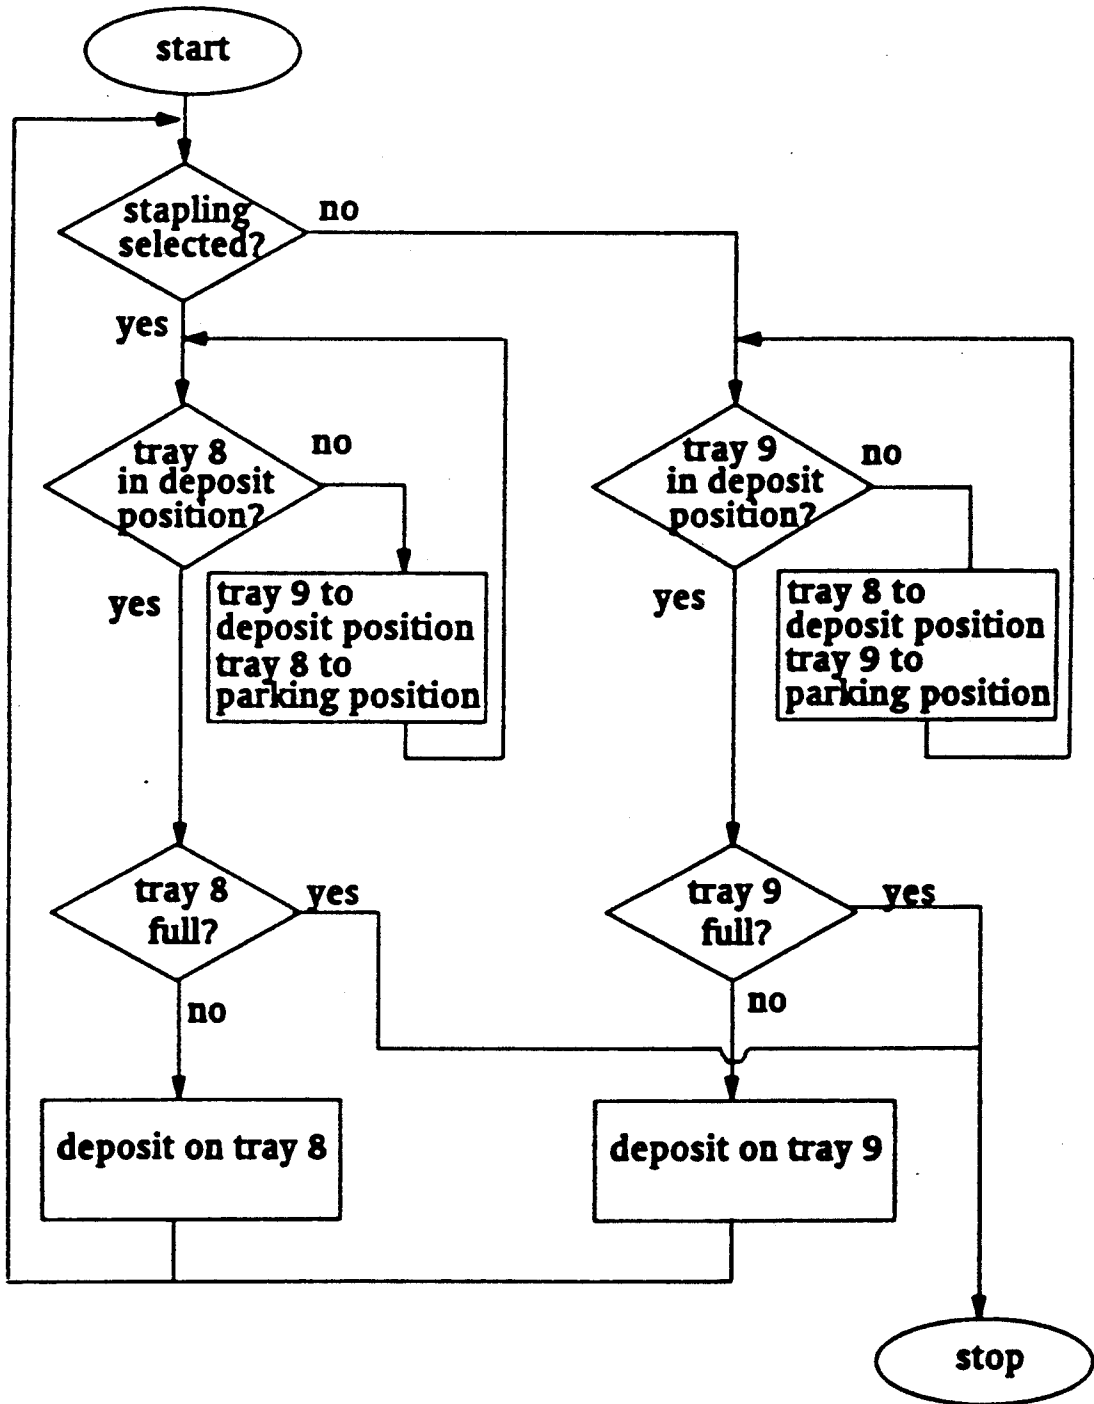 start
stapling
selected?
no
yes
tray 8
in deposit
position?
no
yes
tray 9 to
deposit position
tray 8 to
parking position
tray 9
in deposit
position?
no
yes
tray 8 to
deposit position
tray 9 to
parking position
tray 8
full?
yes
no
tray 9
full?
yes
no
deposit on tray 8
deposit on tray 9
stop